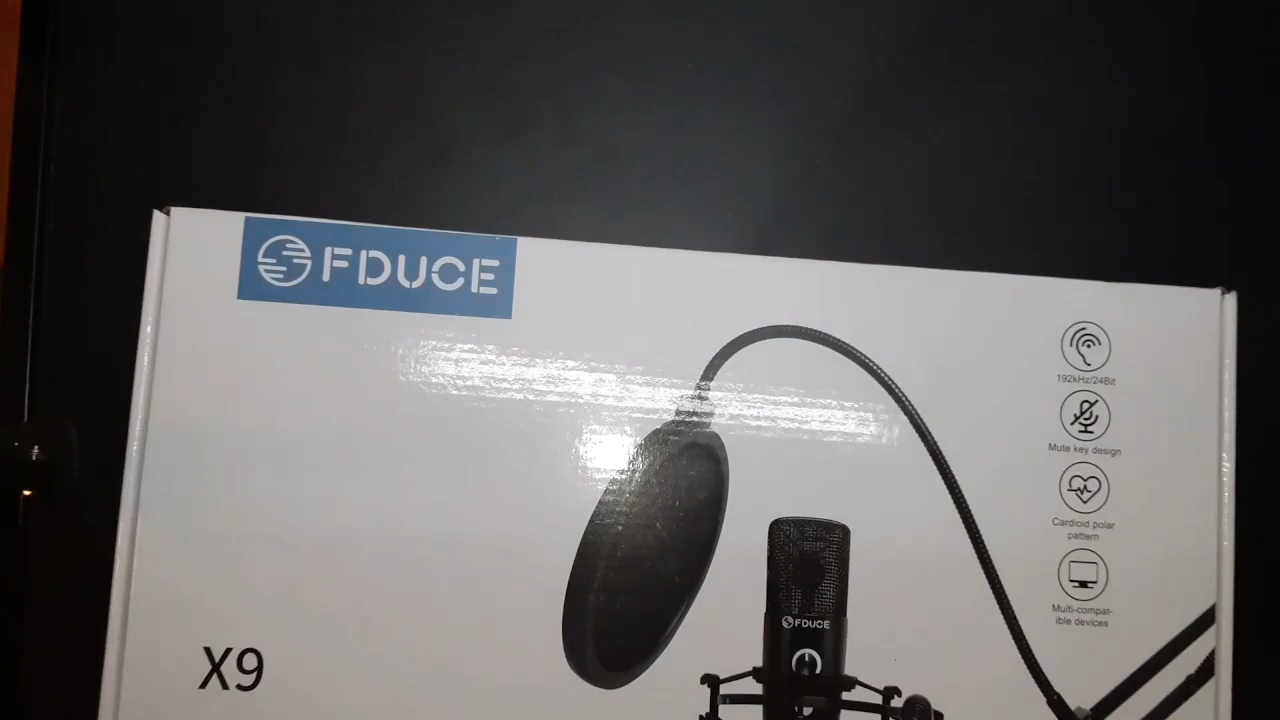 FDUCE
192kHz/24Bit
Mute key design
Cardioid polar
pattern
Multi-compat-
ible devices
FDUCE
X9